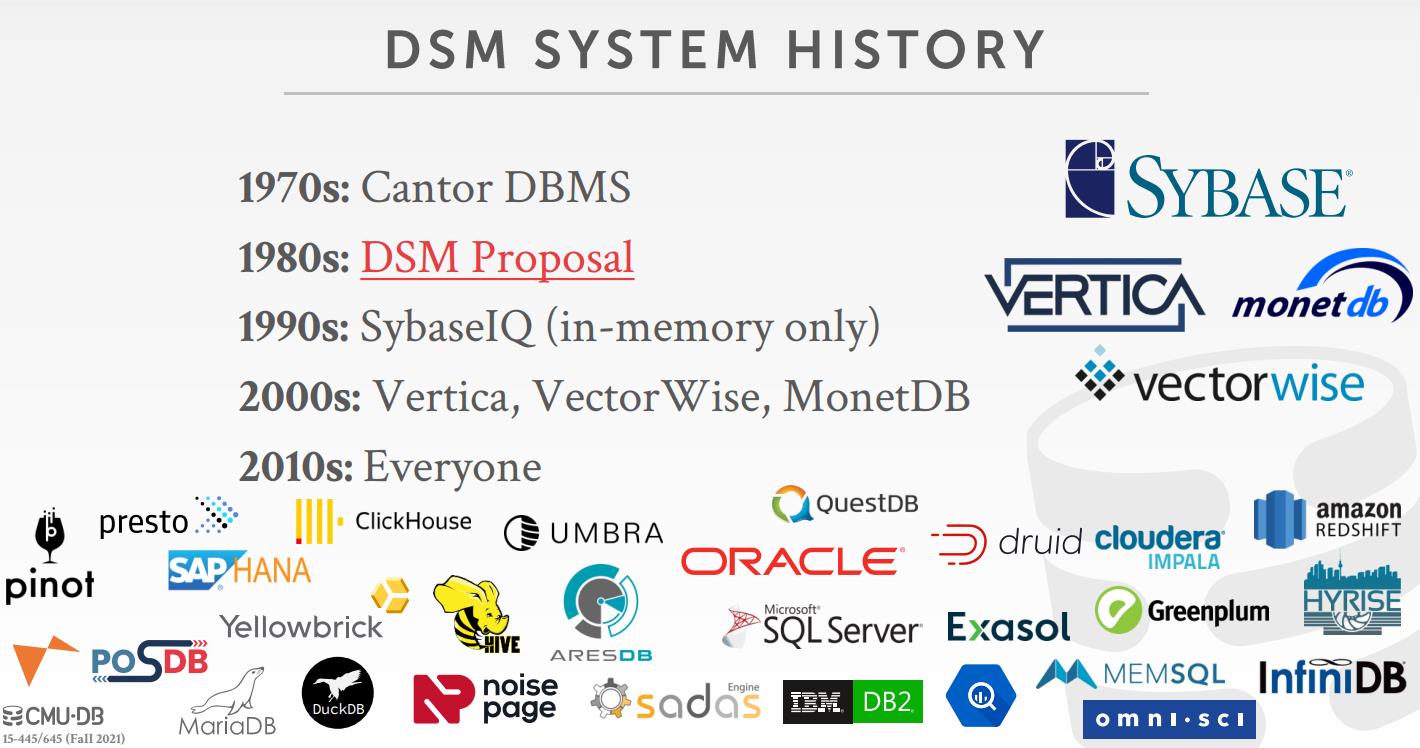 DSM SYSTEM HISTORY
1970s: Cantor DBMS
1980s: DSM Proposal
1990s: SybaseIQ (in-memory only)
2000s: Vertica, VectorWise, MonetDB
2010s: Everyone
SYBASE®
VERTICA
monetdb
vectorwise
pinot
presto
ClickHouse
UMBRA
QuestDB
ORACLE®
druid
cloudera®
IMPALA
amazon
REDSHIFT
SAP® HANA
Yellowbrick
HIVE
ARESDB
Microsoft®
SQL Server®
Exasol
Greenplum
HYRISE
POSDB
MariaDB
DuckDB
noise
page
sadas
Engine
IBM® DB2.
MEMSQL
InfiniDB
omni·sci
CMU·DB
15-445/645 (Fall 2021)